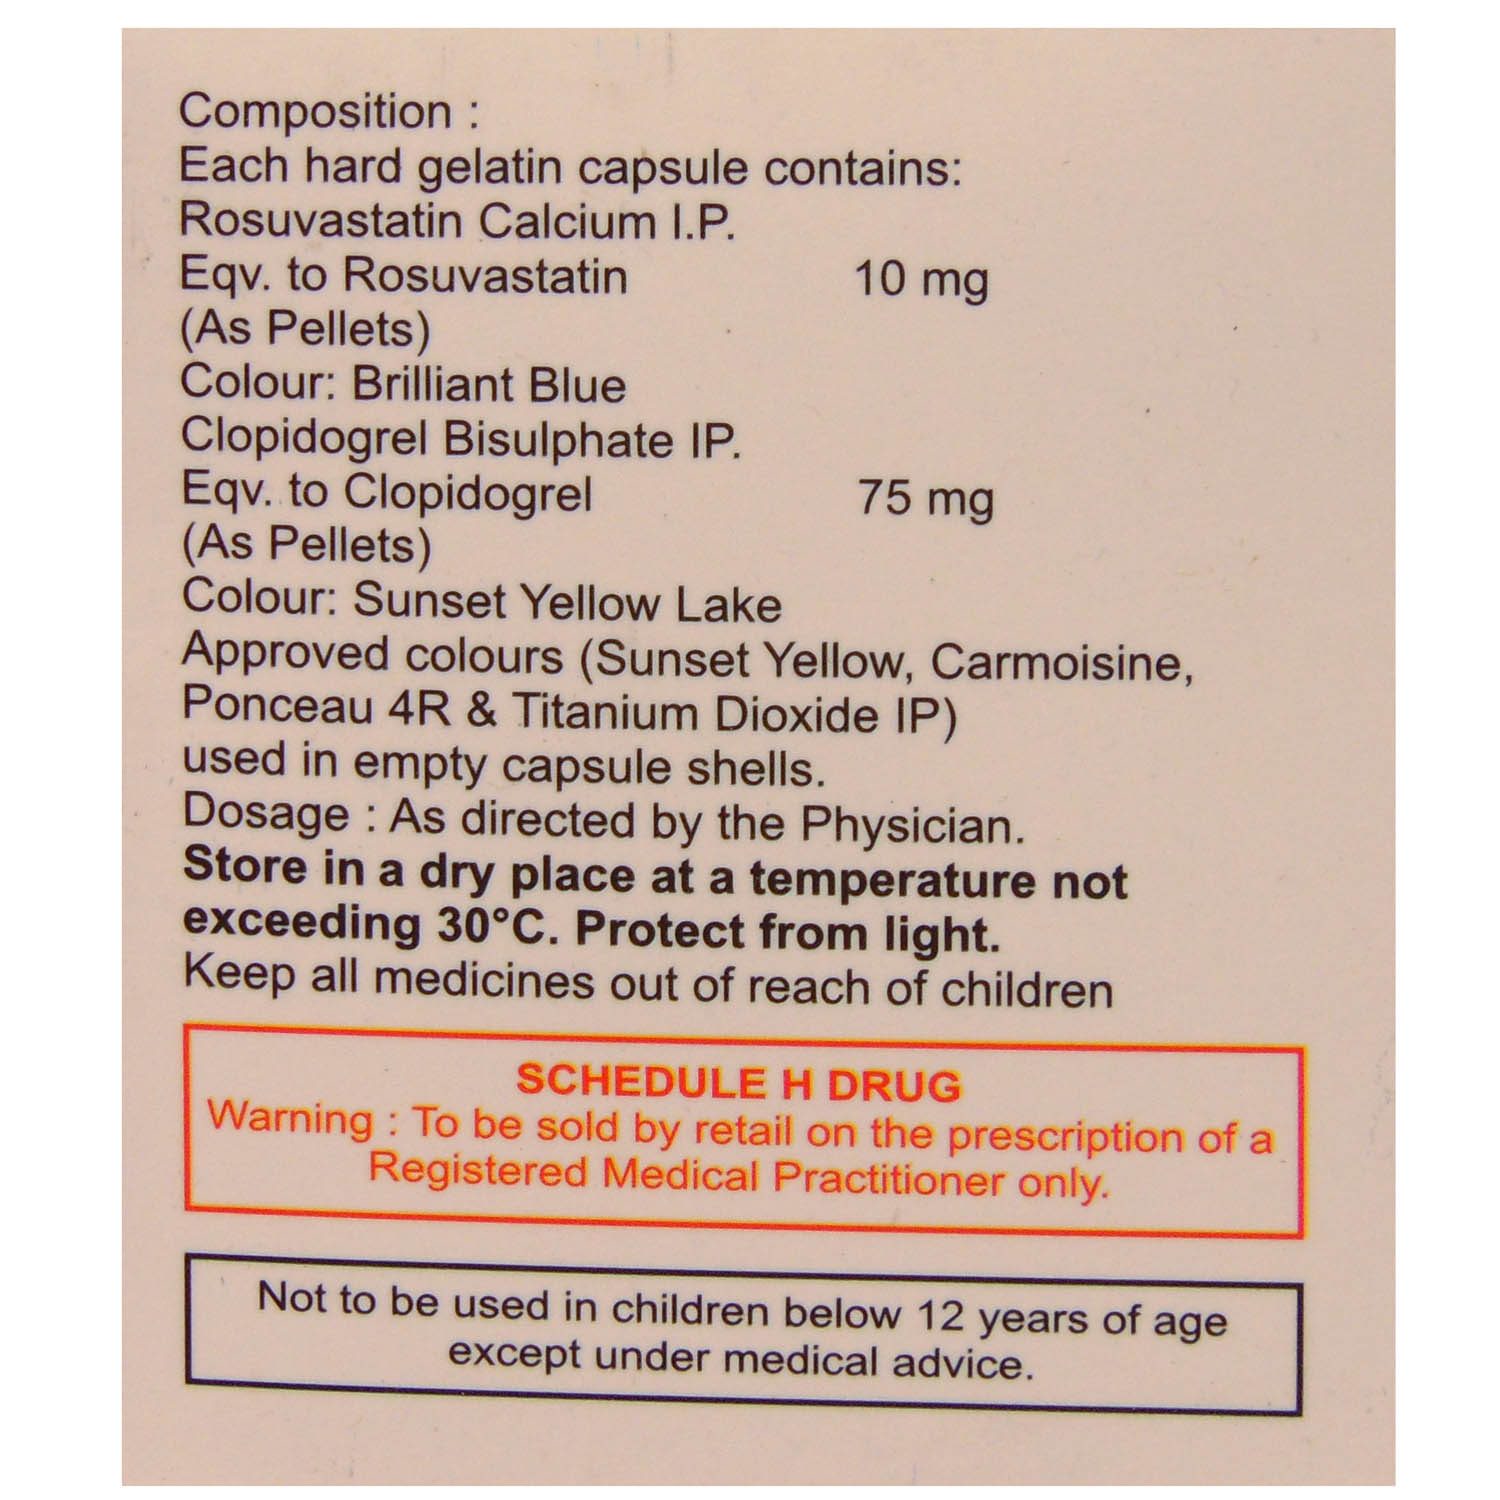 Composition :
Each hard gelatin capsule contains:
Rosuvastatin Calcium I.P.
Eqv. to Rosuvastatin 10 mg
(As Pellets)
Colour: Brilliant Blue
Clopidogrel Bisulphate IP.
Eqv. to Clopidogrel 75 mg
(As Pellets)
Colour: Sunset Yellow Lake
Approved colours (Sunset Yellow, Carmoisine,
Ponceau 4R & Titanium Dioxide IP)
used in empty capsule shells.
Dosage : As directed by the Physician.
Store in a dry place at a temperature not
exceeding 30°C. Protect from light.
Keep all medicines out of reach of children
SCHEDULE H DRUG
Warning : To be sold by retail on the prescription of a
Registered Medical Practitioner only.
Not to be used in children below 12 years of age
except under medical advice.